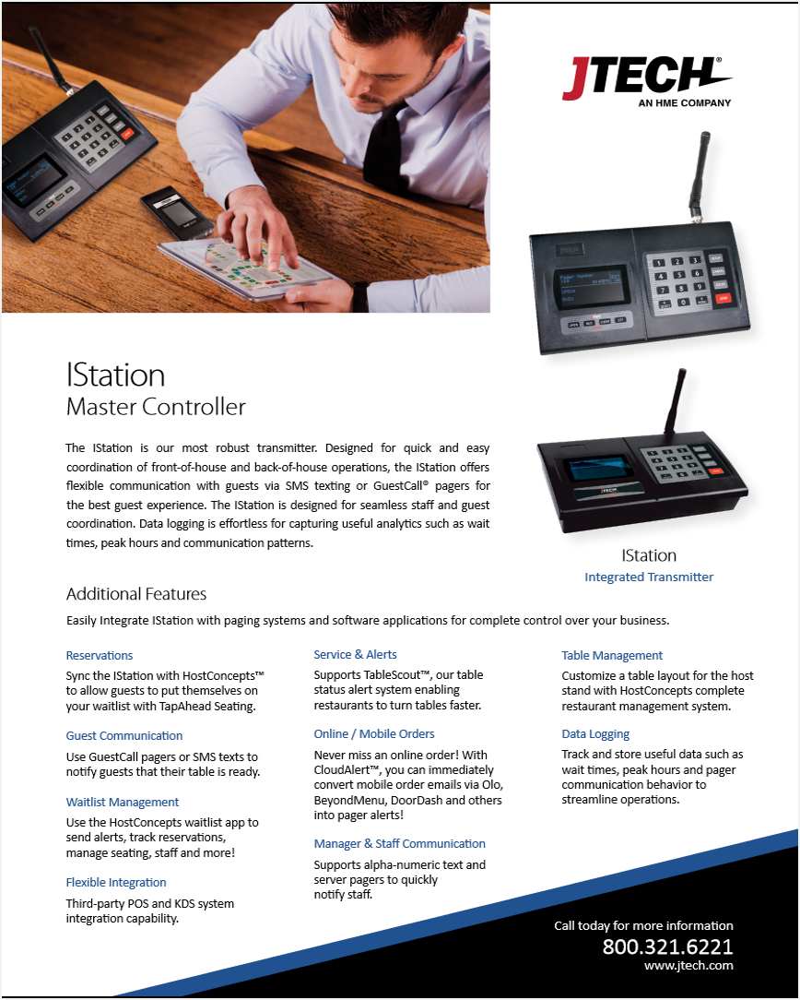 JTECH®
AN HME COMPANY
IStation
Master Controller
The IStation is our most robust transmitter. Designed for quick and easy
coordination of front-of-house and back-of-house operations, the IStation offers
flexible communication with guests via SMS texting or GuestCall® pagers for
the best guest experience. The IStation is designed for seamless staff and guest
coordination. Data logging is effortless for capturing useful analytics such as wait
times, peak hours and communication patterns.
JTECH
1 2 3
4 5 6
7 8 9
0
JTECH
IStation
Integrated Transmitter
Additional Features
Easily Integrate IStation with paging systems and software applications for complete control over your business.
Reservations
Sync the IStation with HostConcepts™
to allow guests to put themselves on
your waitlist with TapAhead Seating.
Guest Communication
Use GuestCall pagers or SMS texts to
notify guests that their table is ready.
Waitlist Management
Use the HostConcepts waitlist app to
send alerts, track reservations,
manage seating, staff and more!
Flexible Integration
Third-party POS and KDS system
integration capability.
Service & Alerts
Supports TableScout™, our table
status alert system enabling
restaurants to turn tables faster.
Online / Mobile Orders
Never miss an online order! With
CloudAlert™, you can immediately
convert mobile order emails via Olo,
BeyondMenu, DoorDash and others
into pager alerts!
Manager & Staff Communication
Supports alpha-numeric text and
server pagers to quickly
notify staff.
Table Management
Customize a table layout for the host
stand with HostConcepts complete
restaurant management system.
Data Logging
Track and store useful data such as
wait times, peak hours and pager
communication behavior to
streamline operations.
Call today for more information
800.321.6221
www.jtech.com